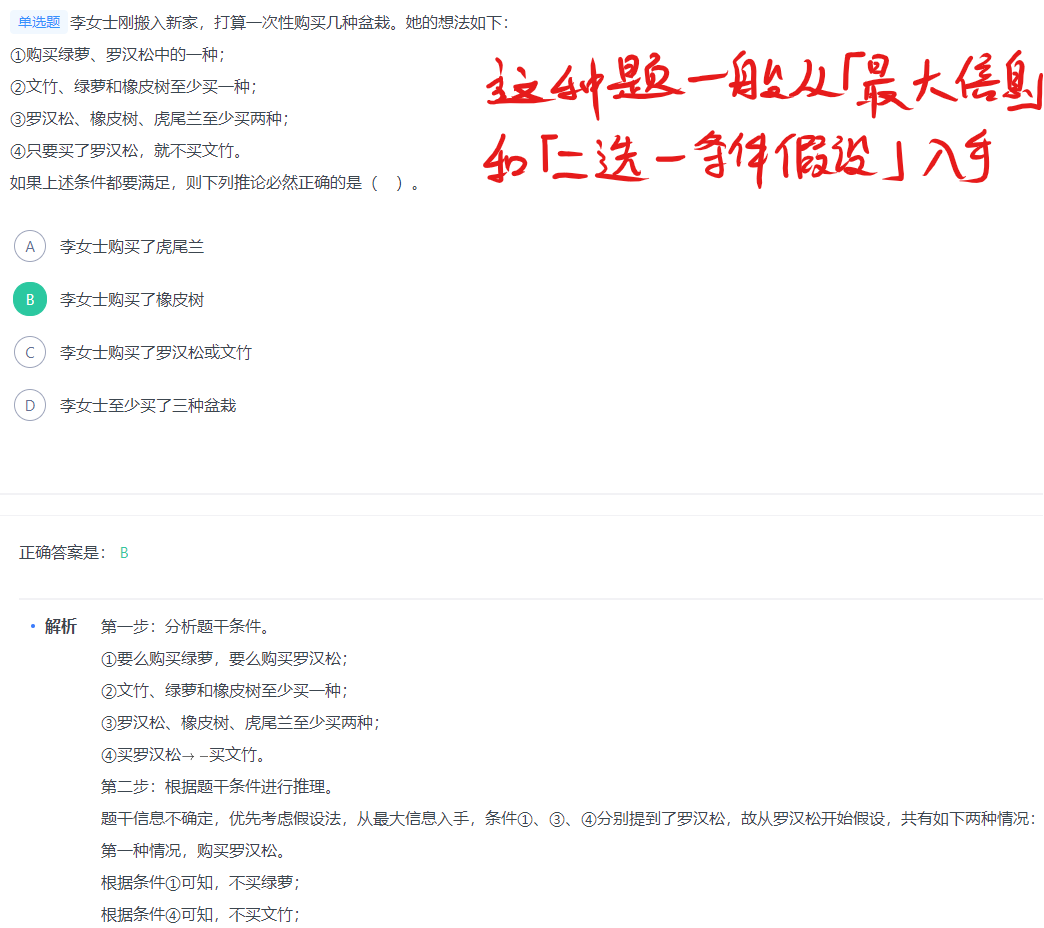 单选题 李女士刚搬入新家，打算一次性购买几种盆栽。她的想法如下：
①购买绿萝、罗汉松中的一种；
②文竹、绿萝和橡皮树至少买一种；
③罗汉松、橡皮树、虎尾兰至少买两种；
④只要买了罗汉松，就不买文竹。
如果上述条件都要满足，则下列推论必然正确的是（ ）。
这种题一般从「最大信息」
和「二选一条件假设」入手
A 李女士购买了虎尾兰
B 李女士购买了橡皮树
C 李女士购买了罗汉松或文竹
D 李女士至少买了三种盆栽
正确答案是： B
解析 第一步：分析题干条件。
①要么购买绿萝，要么购买罗汉松；
②文竹、绿萝和橡皮树至少买一种；
③罗汉松、橡皮树、虎尾兰至少买两种；
④买罗汉松→−买文竹。
第二步：根据题干条件进行推理。
题干信息不确定，优先考虑假设法，从最大信息入手，条件①、③、④分别提到了罗汉松，故从罗汉松开始假设，共有如下两种情况：
第一种情况，购买罗汉松。
根据条件①可知，不买绿萝；
根据条件④可知，不买文竹；